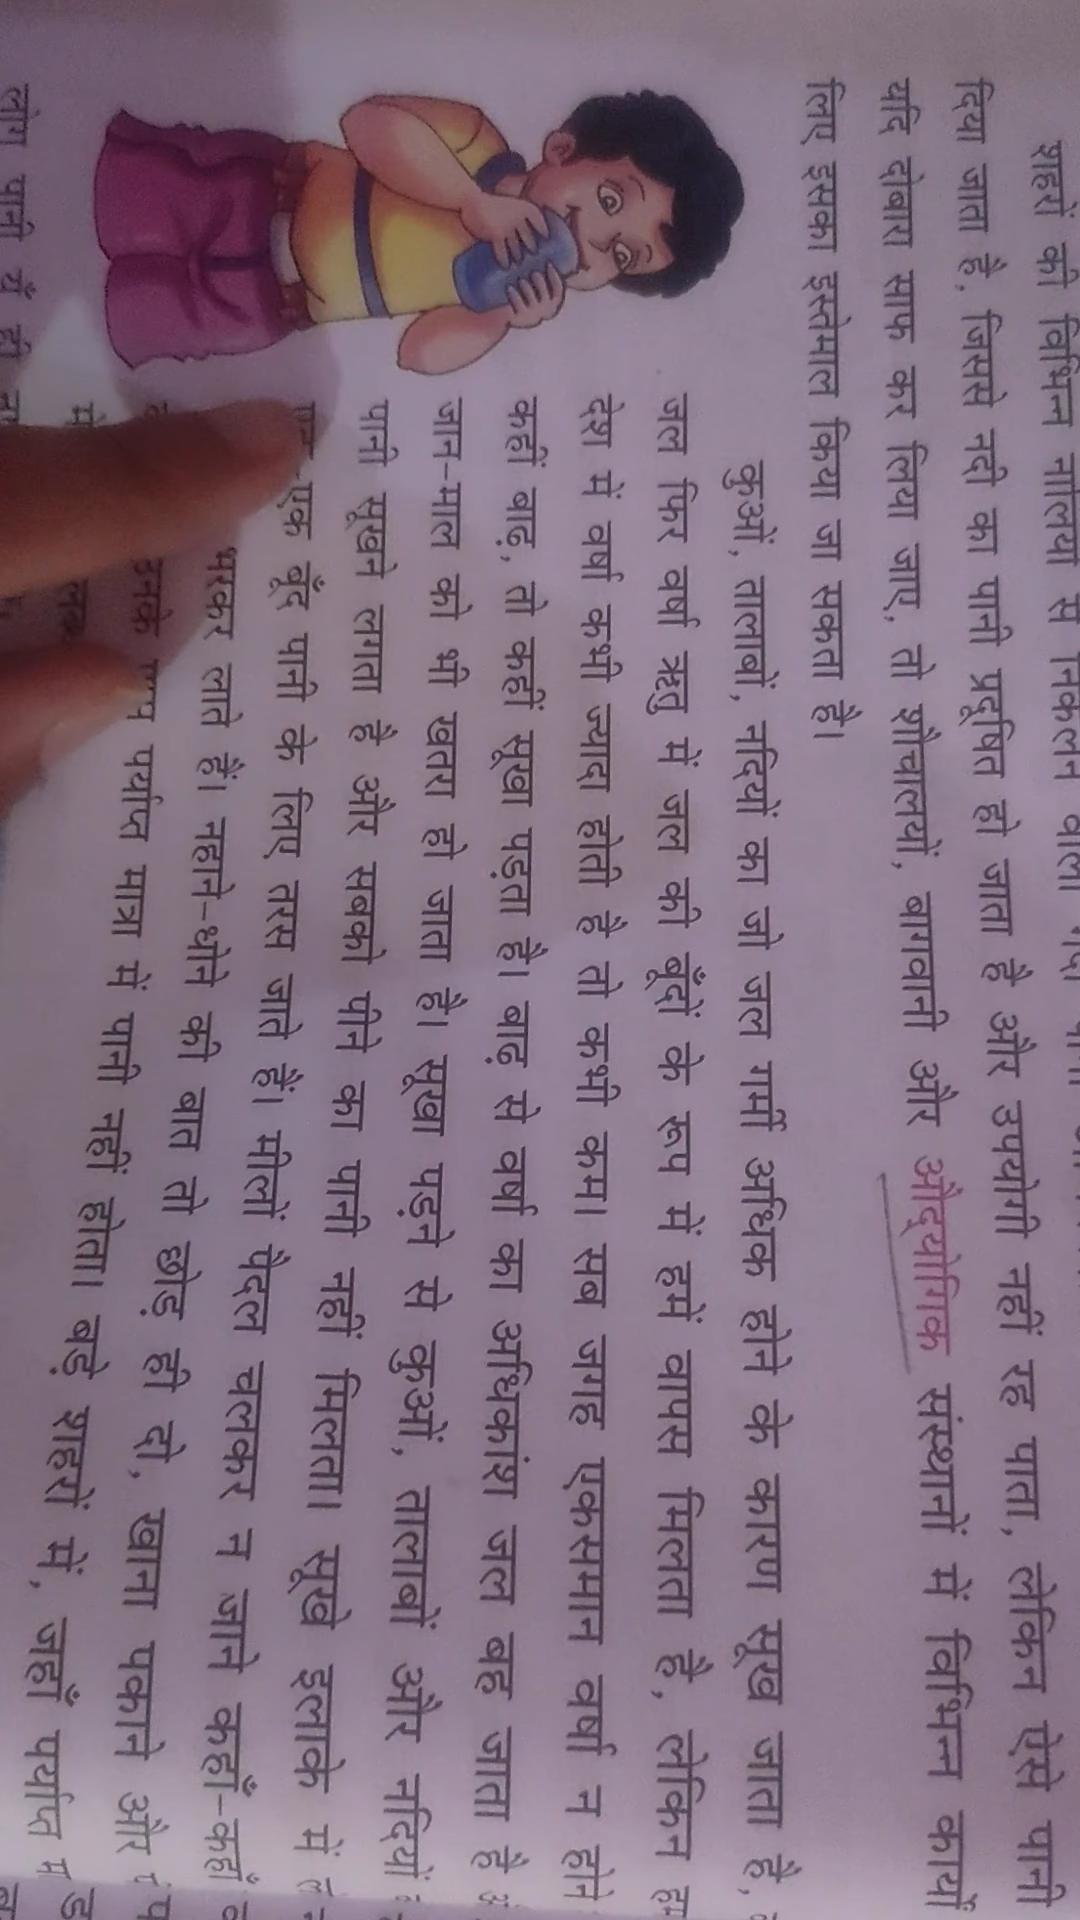 शहरों की विभिन्न नालियों से निकलने वाला
दिया जाता है, जिससे नदी का पानी प्रदूषित हो जाता है और उपयोगी नहीं रह पाता, लेकिन ऐसे पानी
यदि दोबारा साफ कर लिया जाए, तो शौचालयों, बागवानी और औद्योगिक संस्थानों में विभिन्न कार्यों
लिए इसका इस्तेमाल किया जा सकता है।
कुओं, तालाबों, नदियों का जो जल गर्मी अधिक होने के कारण सूख जाता है,
जल फिर वर्षा ऋतु में जल की बूँदों के रूप में हमें वापस मिलता है, लेकिन
देश में वर्षा कभी ज्यादा होती है तो कभी कम। सब जगह एकसमान वर्षा न होने
कहीं बाढ़, तो कहीं सूखा पड़ता है। बाढ़ से वर्षा का अधिकांश जल बह जाता है
जान-माल को भी खतरा हो जाता है। सूखा पड़ने से कुओं, तालाबों और नदियों
पानी सूखने लगता है और सबको पीने का पानी नहीं मिलता। सूखे इलाके में
एक बूँद पानी के लिए तरस जाते हैं। मीलों पैदल चलकर न जाने कहाँ-कहाँ
भरकर लाते हैं। नहाने-धोने की बात तो छोड़ ही दो, खाना पकाने और
उनके पर्याप्त मात्रा में पानी नहीं होता। बड़े शहरों में, जहाँ पर्याप्त
लोग पानी यूँ ही